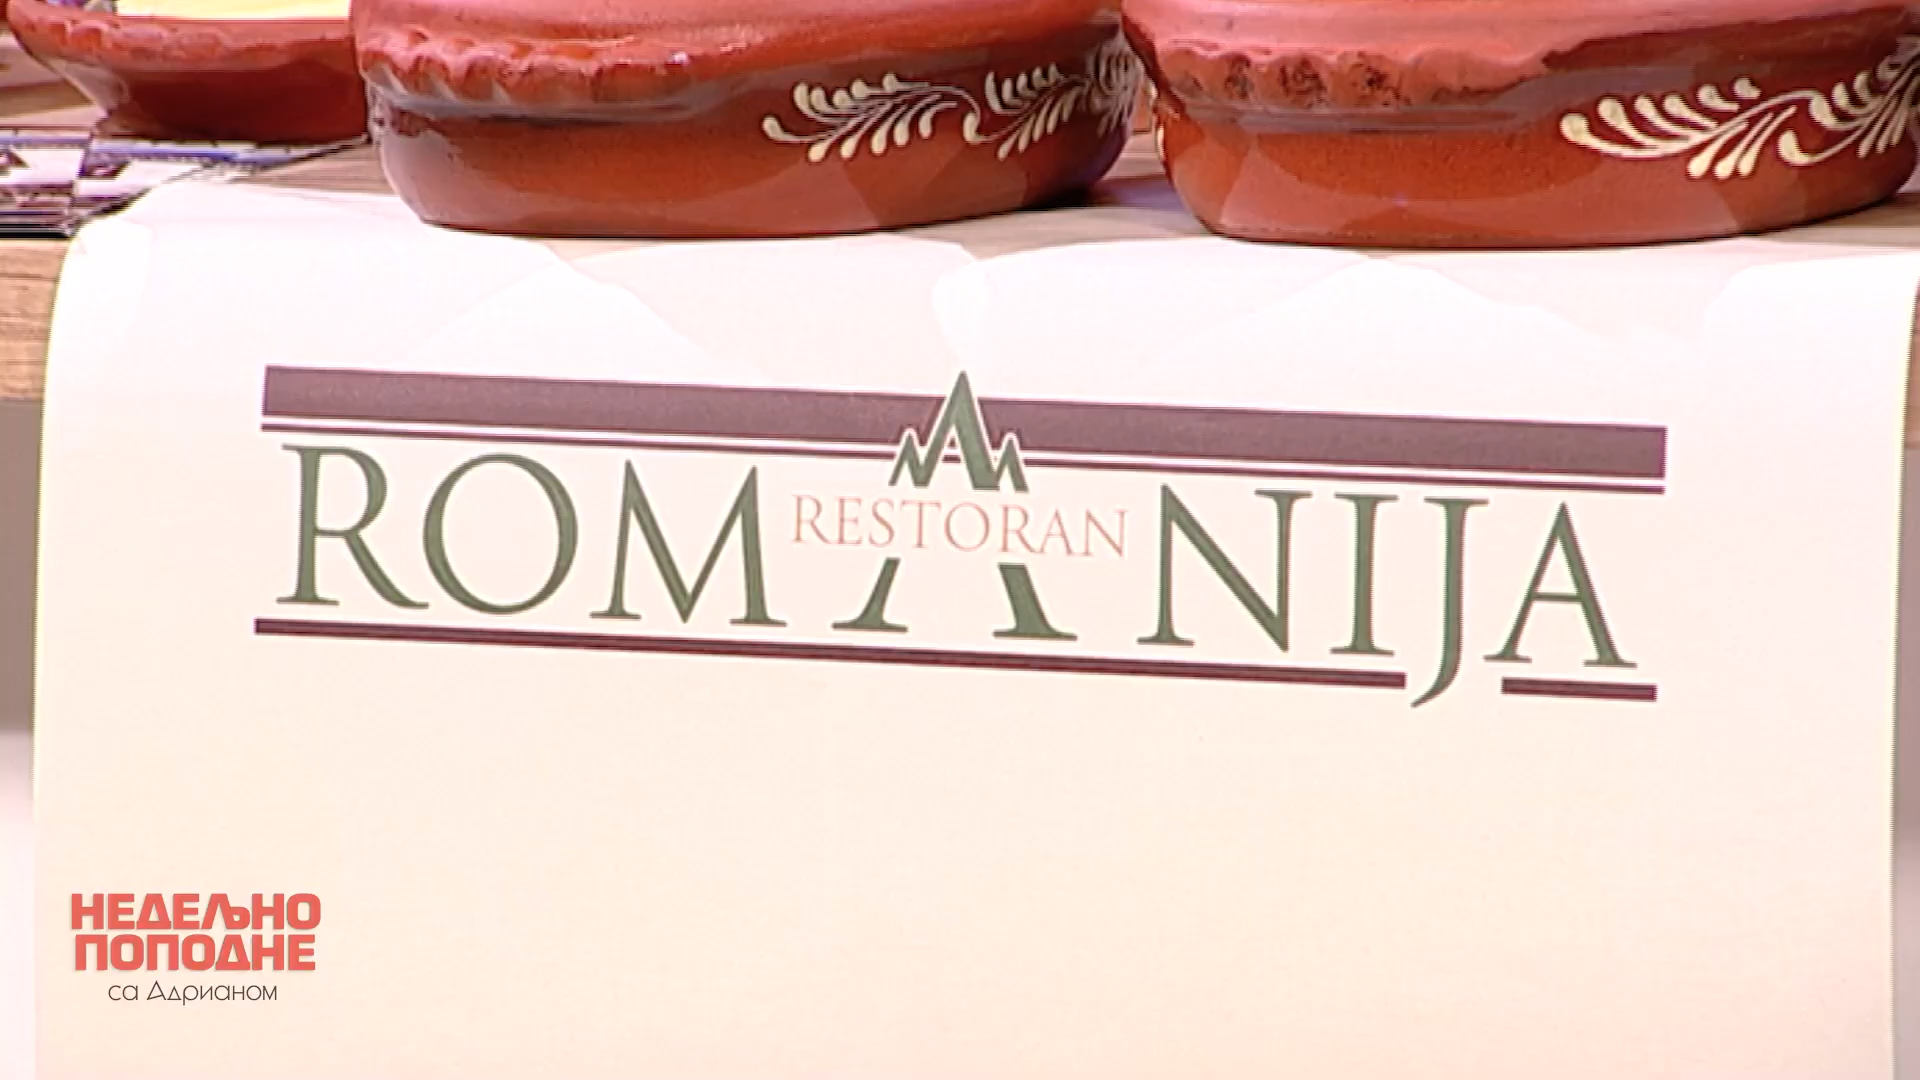 ROMANIJA
RESTORAN
НЕДЕЉНО
ПОПОДНЕ
са Адрианом